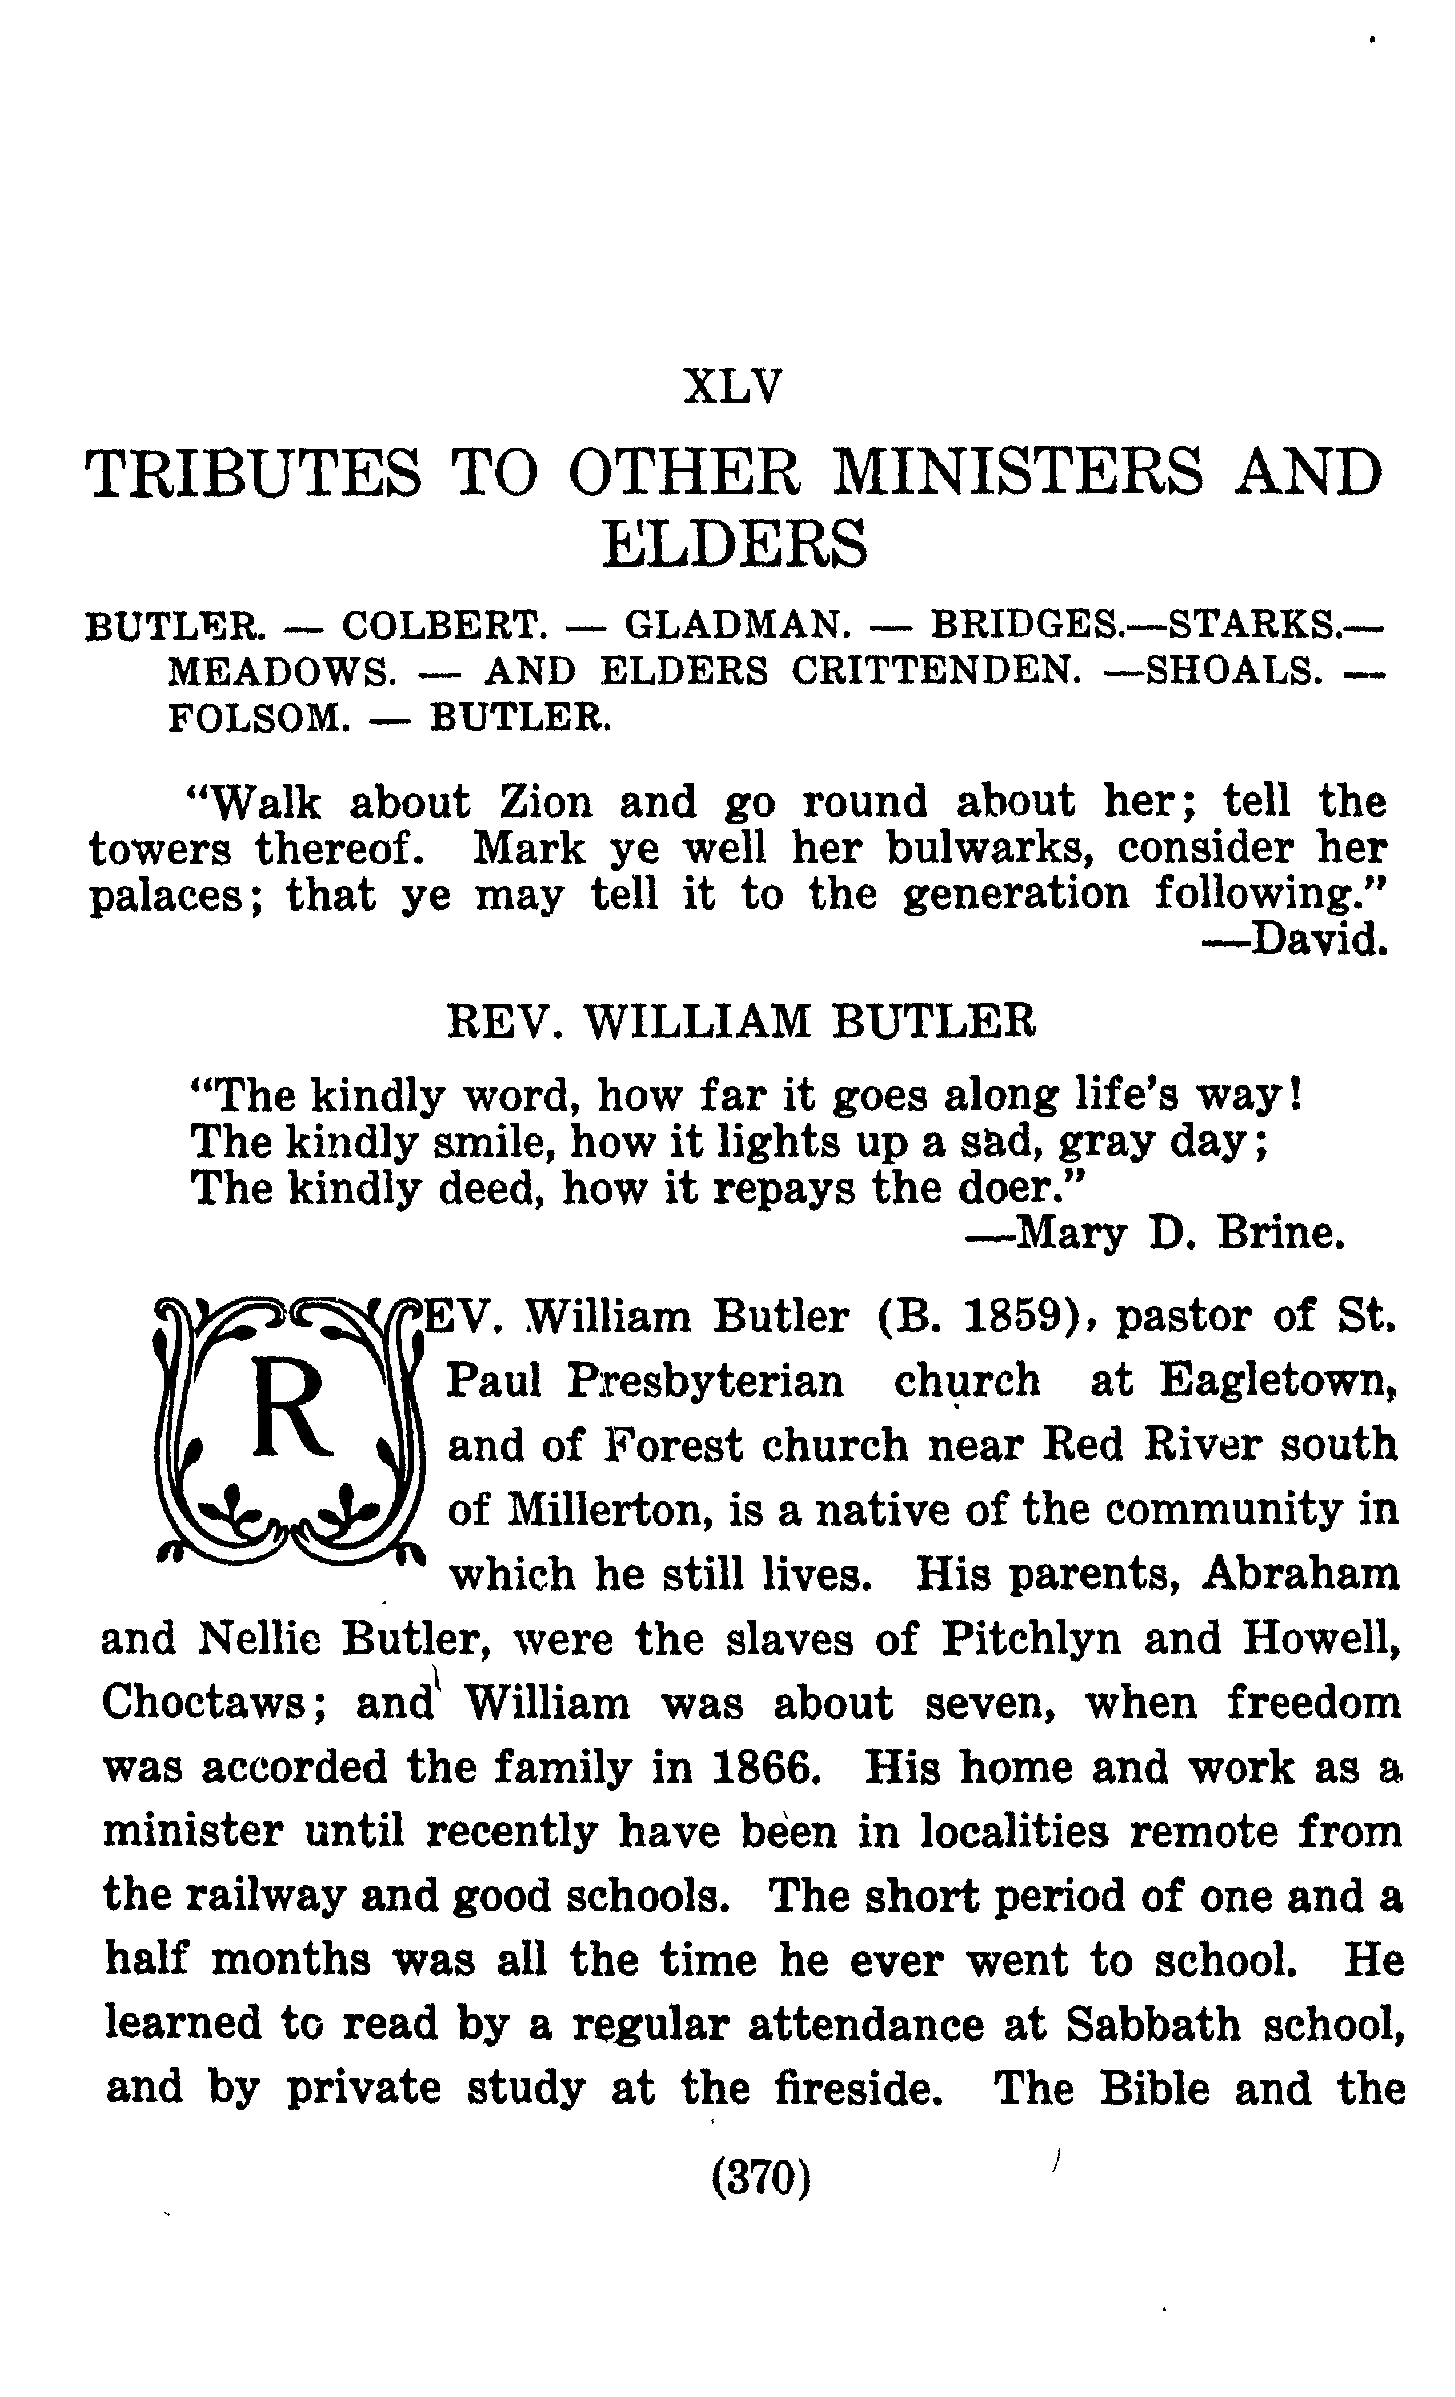 XLV
TRIBUTES TO OTHER MINISTERS AND
ELDERS
BUTLER. — COLBERT. — GLADMAN. — BRIDGES.—STARKS.—
MEADOWS. — AND ELDERS CRITTENDEN. —SHOALS. —
FOLSOM. — BUTLER.
"Walk about Zion and go round about her; tell the
towers thereof. Mark ye well her bulwarks, consider her
palaces; that ye may tell it to the generation following."
—David.
REV. WILLIAM BUTLER
"The kindly word, how far it goes along life's way!
The kindly smile, how it lights up a sad, gray day;
The kindly deed, how it repays the doer."
—Mary D. Brine.
REV. William Butler (B. 1859), pastor of St.
Paul Presbyterian church at Eagletown,
and of Forest church near Red River south
of Millerton, is a native of the community in
which he still lives. His parents, Abraham
and Nellie Butler, were the slaves of Pitchlyn and Howell,
Choctaws; and William was about seven, when freedom
was accorded the family in 1866. His home and work as a
minister until recently have been in localities remote from
the railway and good schools. The short period of one and a
half months was all the time he ever went to school. He
learned to read by a regular attendance at Sabbath school,
and by private study at the fireside. The Bible and the
(370)